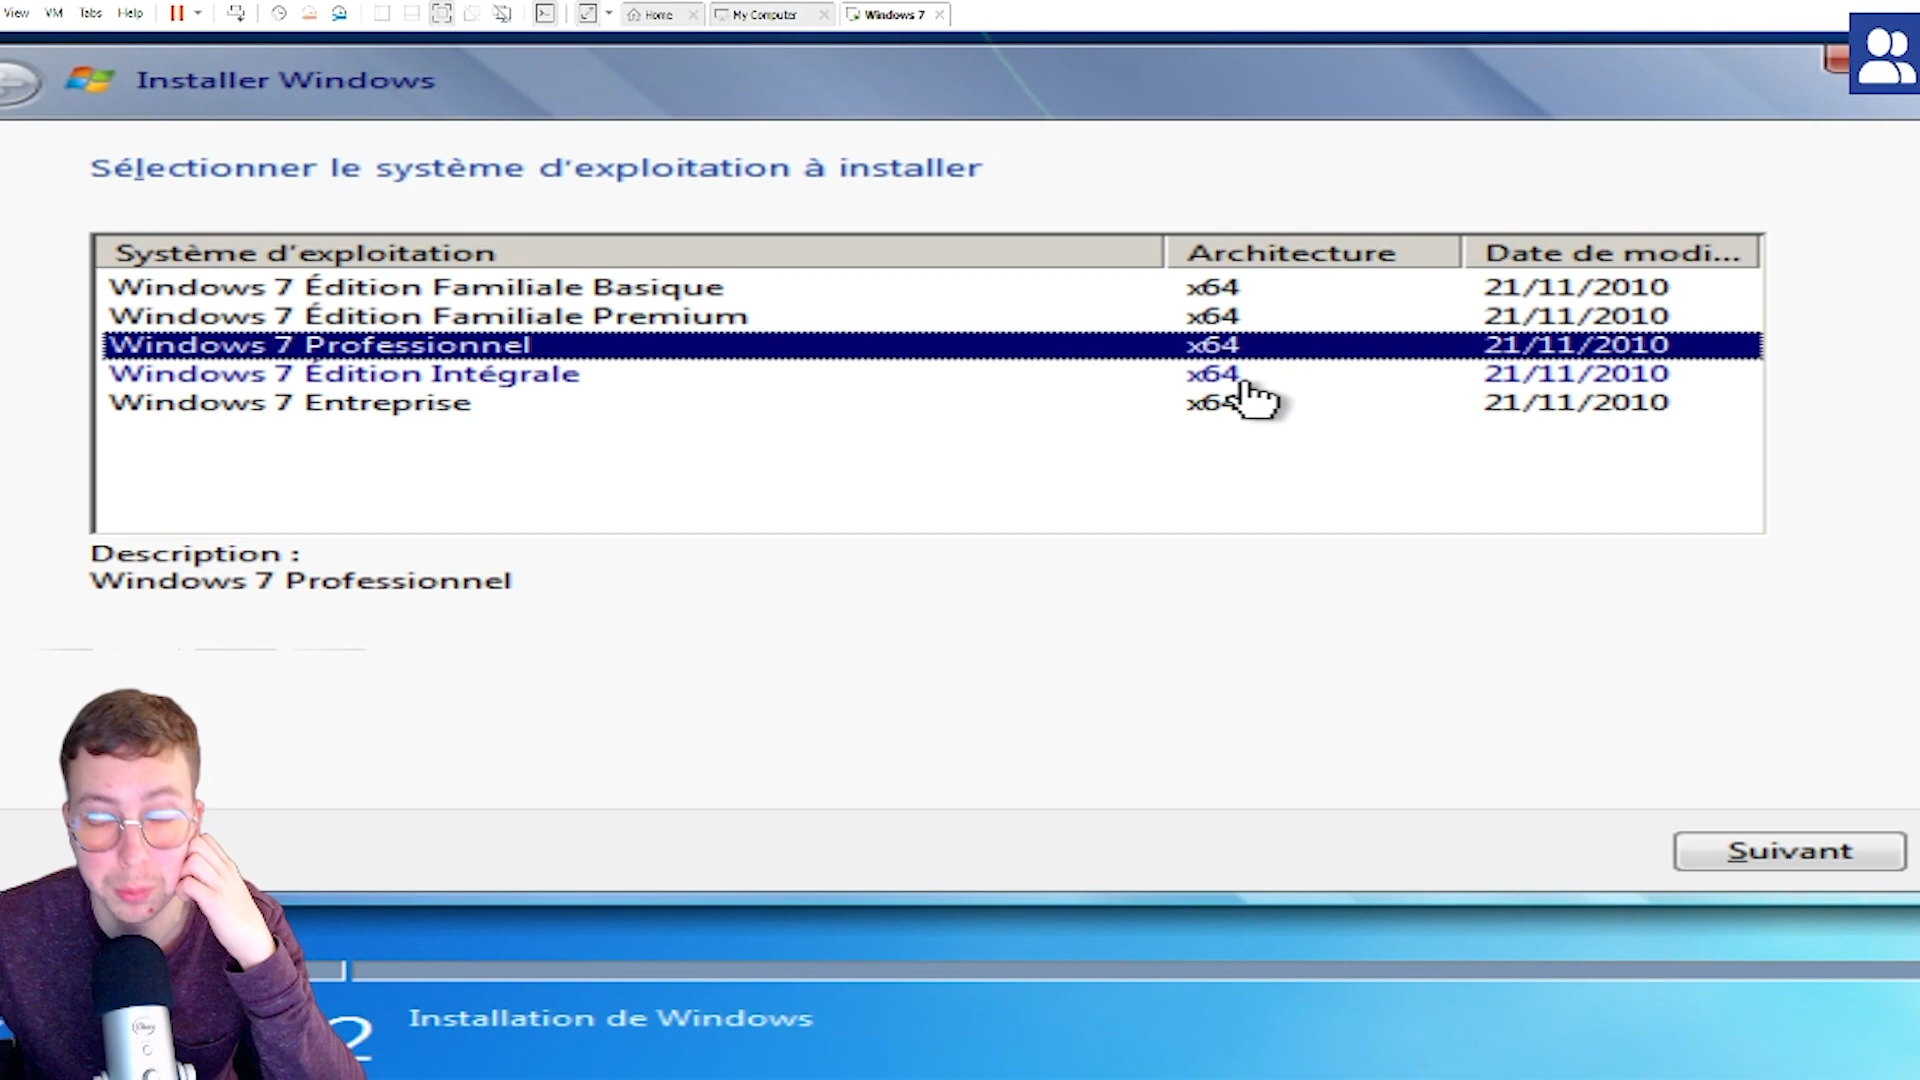 View VM Tabs Help Home My Computer Windows 7
Installer Windows
Sélectionner le système d'exploitation à installer
Système d'exploitation Architecture Date de modi...
Windows 7 Édition Familiale Basique x64 21/11/2010
Windows 7 Édition Familiale Premium x64 21/11/2010
Windows 7 Professionnel x64 21/11/2010
Windows 7 Édition Intégrale x64 21/11/2010
Windows 7 Entreprise x64 21/11/2010
Description :
Windows 7 Professionnel
Suivant
2 Installation de Windows